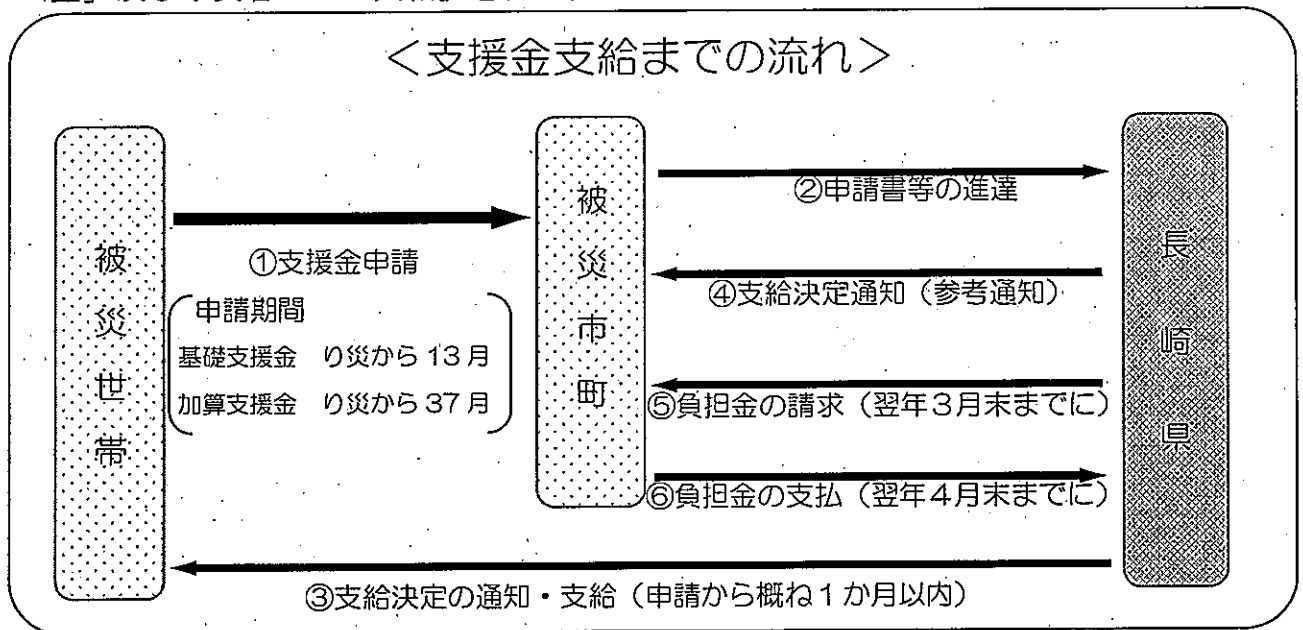 ＜支援金支給までの流れ＞
被災世帯
①支援金申請
申請期間
基礎支援金　り災から 13 月
加算支援金　り災から 37 月
被災市町
②申請書等の進達
④支給決定通知（参考通知）
⑤負担金の請求（翌年３月末までに）
⑥負担金の支払（翌年４月末までに）
長崎県
③支給決定の通知・支給（申請から概ね１か月以内）